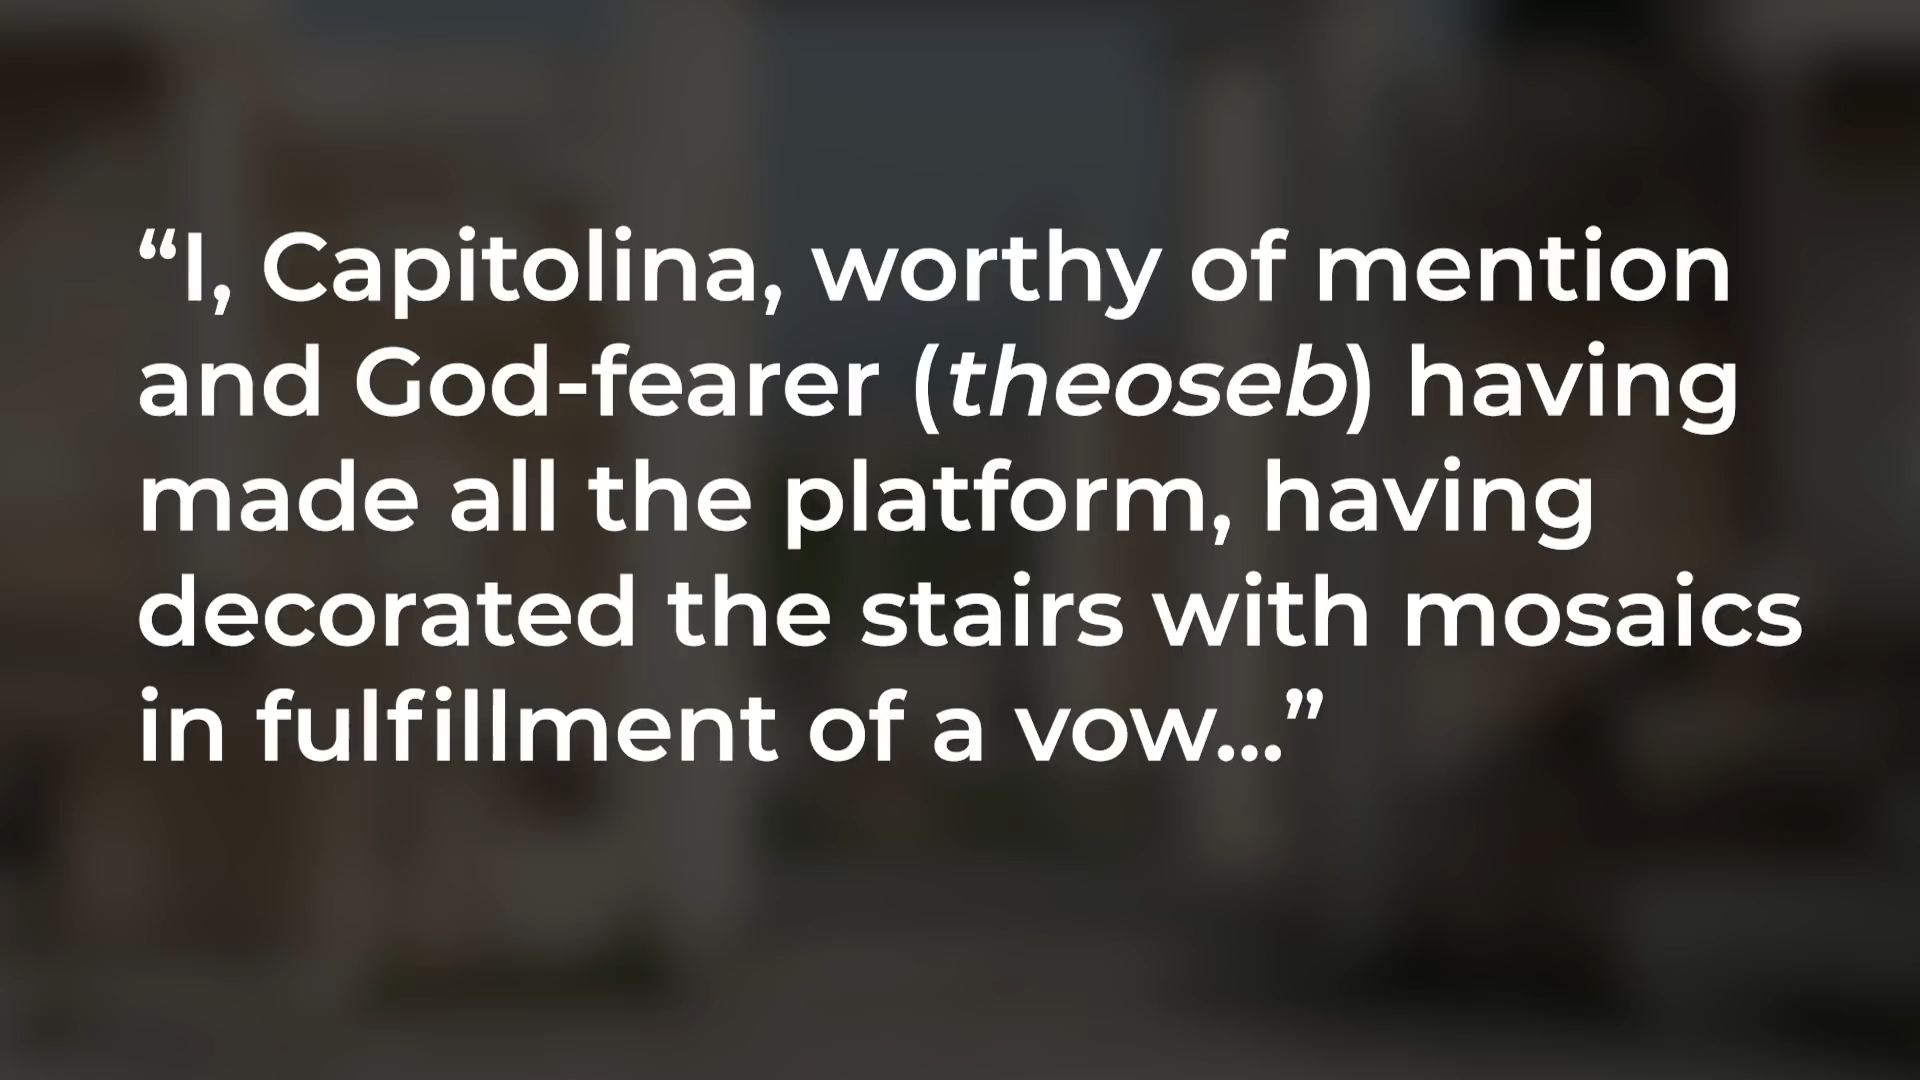 “I, Capitolina, worthy of mention
and God-fearer (theoseb) having
made all the platform, having
decorated the stairs with mosaics
in fulfillment of a vow...”